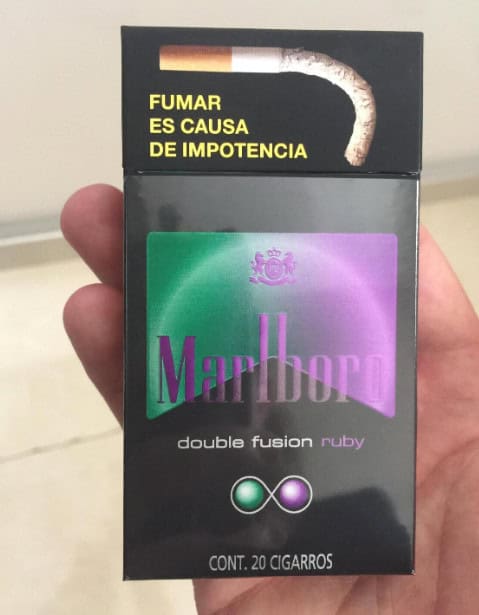 FUMAR
ES CAUSA
DE IMPOTENCIA
Marlboro
double fusion ruby
CONT. 20 CIGARROS